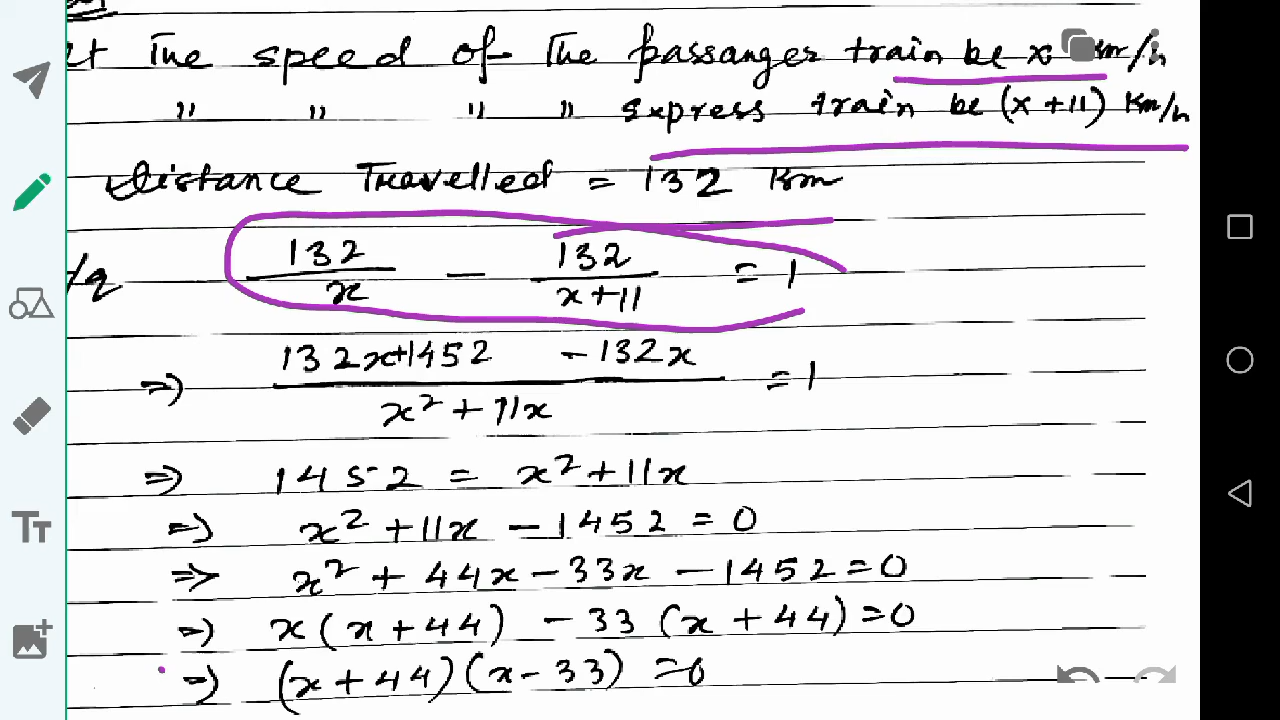 et The speed of The passanger train be x Km/h
" " " " express train be (x+11) Km/h
Distance Travelled = 132 Km
/q 132/x - 132/x+11 = 1
=> 132x+1452 - 132x / x² + 11x = 1
=> 1452 = x² + 11x
=> x² + 11x - 1452 = 0
=> x² + 44x - 33x - 1452 = 0
=> x(x+44) - 33(x+44) = 0
=> (x+44)(x-33) = 0
TT